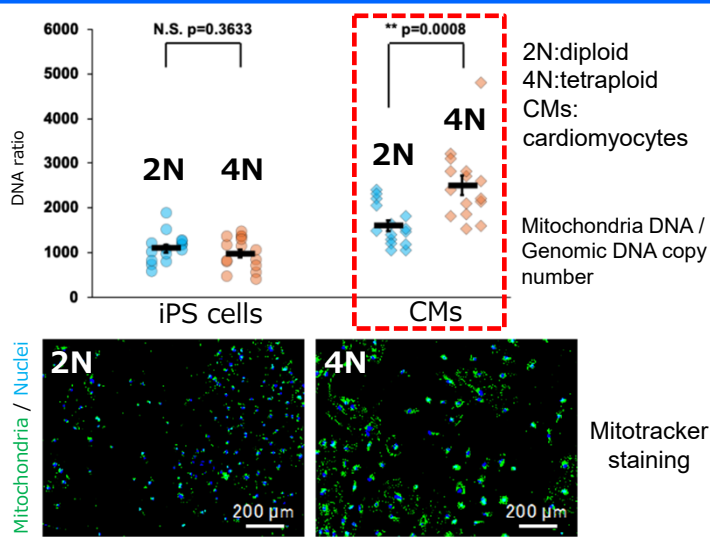 N.S. p=0.3633
** p=0.0008
6000
5000
4000
3000
2000
1000
0
DNA ratio
2N
4N
2N
4N
iPS cells
CMs
2N:diploid
4N:tetraploid
CMs:
cardiomyocytes
Mitochondria DNA /
Genomic DNA copy
number
Mitochondria / Nuclei
2N
200 μm
4N
200 μm
Mitotracker
staining